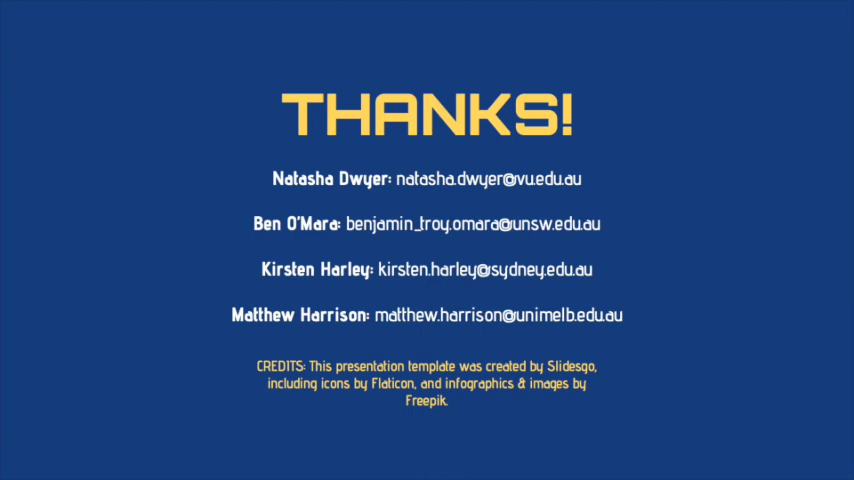 THANKS!
Natasha Dwyer: natasha.dwyer@vu.edu.au
Ben O'Mara: benjamin_troy.omara@unsw.edu.au
Kirsten Harley: kirsten.harley@sydney.edu.au
Matthew Harrison: matthew.harrison@unimelb.edu.au
CREDITS: This presentation template was created by Slidesgo,
including icons by Flaticon, and infographics & images by
Freepik.